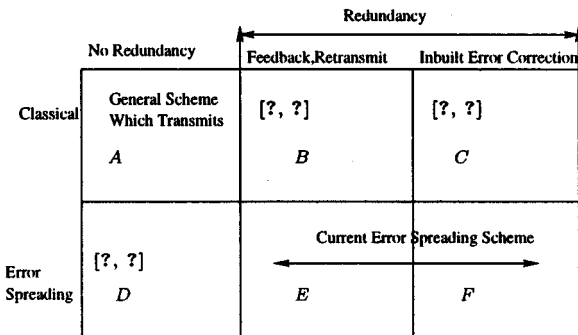 Redundancy
No Redundancy
Feedback,Retransmit
Inbuilt Error Correction
Classical
General Scheme
Which Transmits
A
[?, ?]
B
[?, ?]
C
Error
Spreading
[?, ?]
D
Current Error Spreading Scheme
E
F